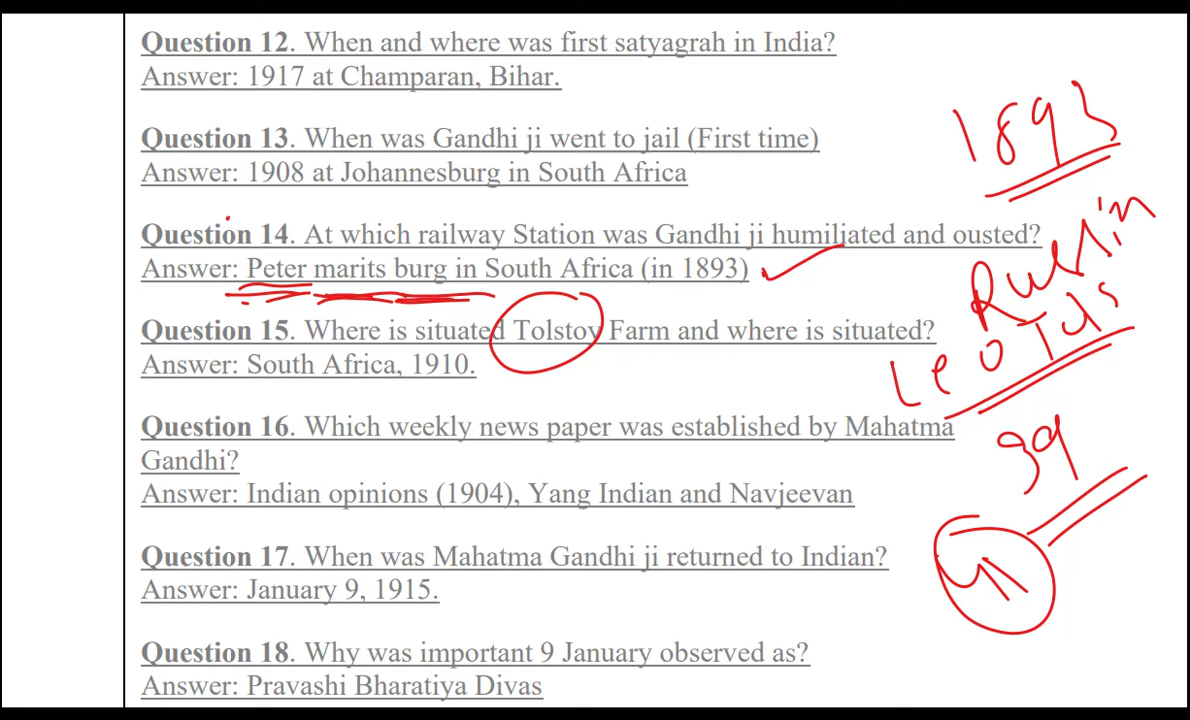 Question 12. When and where was first satyagrah in India?
Answer: 1917 at Champaran, Bihar.
Question 13. When was Gandhi ji went to jail (First time)
Answer: 1908 at Johannesburg in South Africa
Question 14. At which railway Station was Gandhi ji humiliated and ousted?
Answer: Peter marits burg in South Africa (in 1893)
Question 15. Where is situated Tolstoy Farm and where is situated?
Answer: South Africa, 1910.
Question 16. Which weekly news paper was established by Mahatma
Gandhi?
Answer: Indian opinions (1904), Yang Indian and Navjeevan
Question 17. When was Mahatma Gandhi ji returned to Indian?
Answer: January 9, 1915.
Question 18. Why was important 9 January observed as?
Answer: Pravashi Bharatiya Divas
1893
Leo